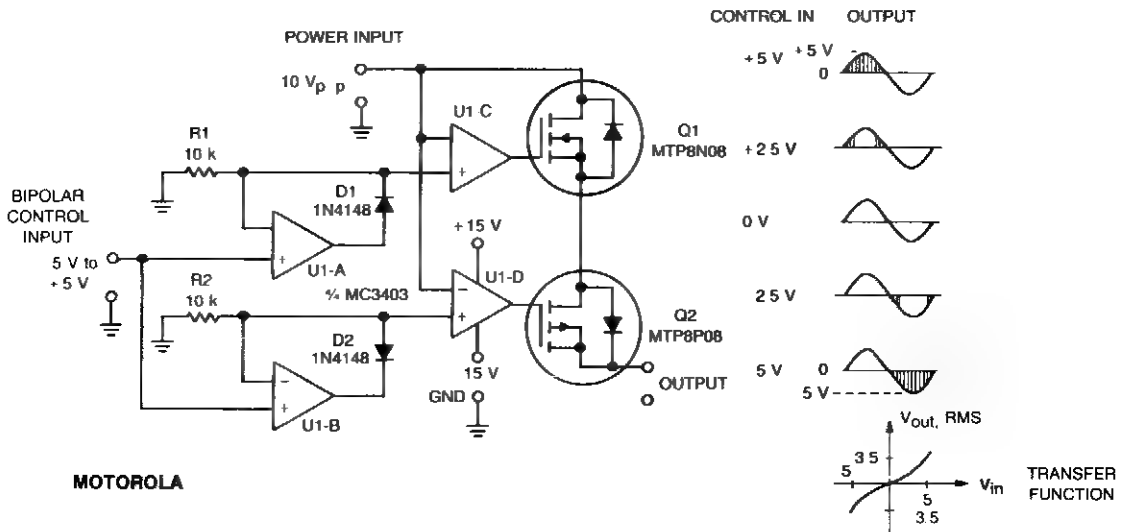 CONTROL IN OUTPUT
POWER INPUT
10 Vp p
U1-C
Q1
MTP8N08
R1
10 k
D1
1N4148
BIPOLAR
CONTROL
INPUT
5 V to
+ 5 V
+
U1-A
+
R2
10 k
¼ MC3403
+ 15 V
U1-D
-
+
15 V
GND
Q2
MTP8P08
OUTPUT
D2
1N4148
-
+
U1-B
MOTOROLA
+ 5 V
+ 5 V
0
+ 2 5 V
0 V
2 5 V
5 V
0
5 V
Vout, RMS
3 5
5
Vin
5
3 5
TRANSFER
FUNCTION